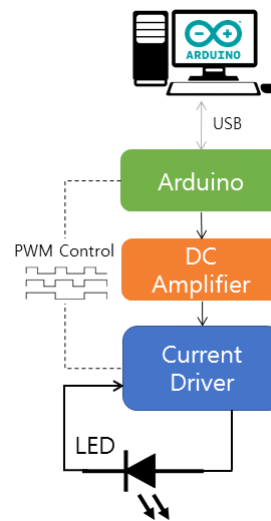 ARDUINO
USB
Arduino
PWM Control
DC
Amplifier
Current
Driver
LED